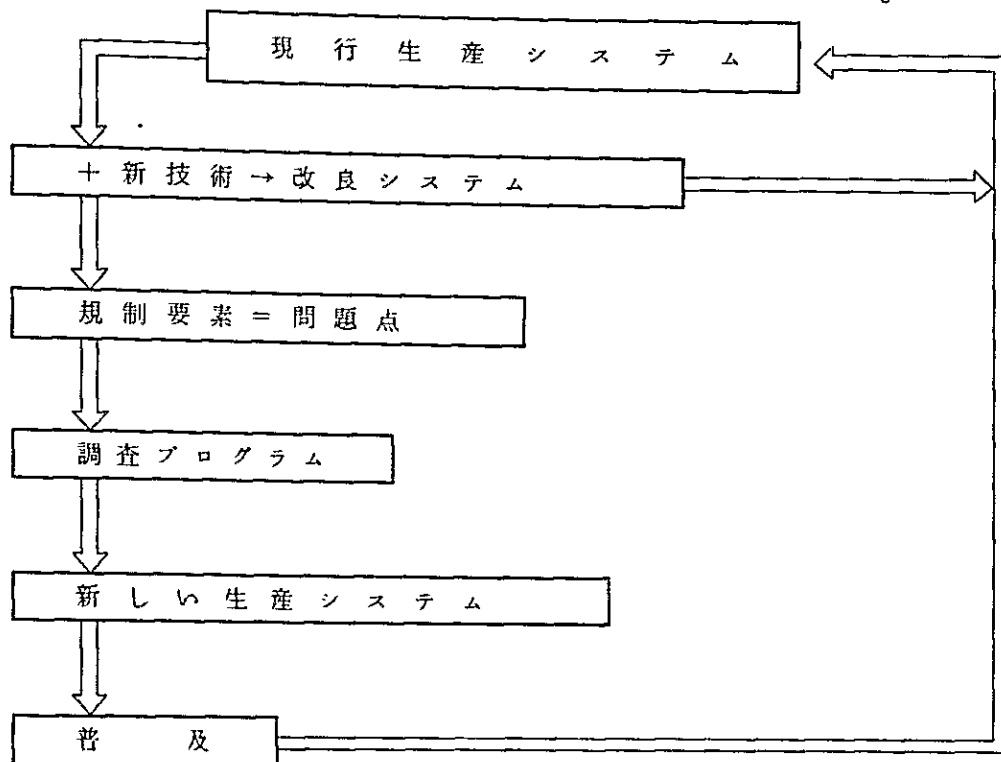 現行生産システム
＋新技術→改良システム
規制要素＝問題点
調査プログラム
新しい生産システム
普及